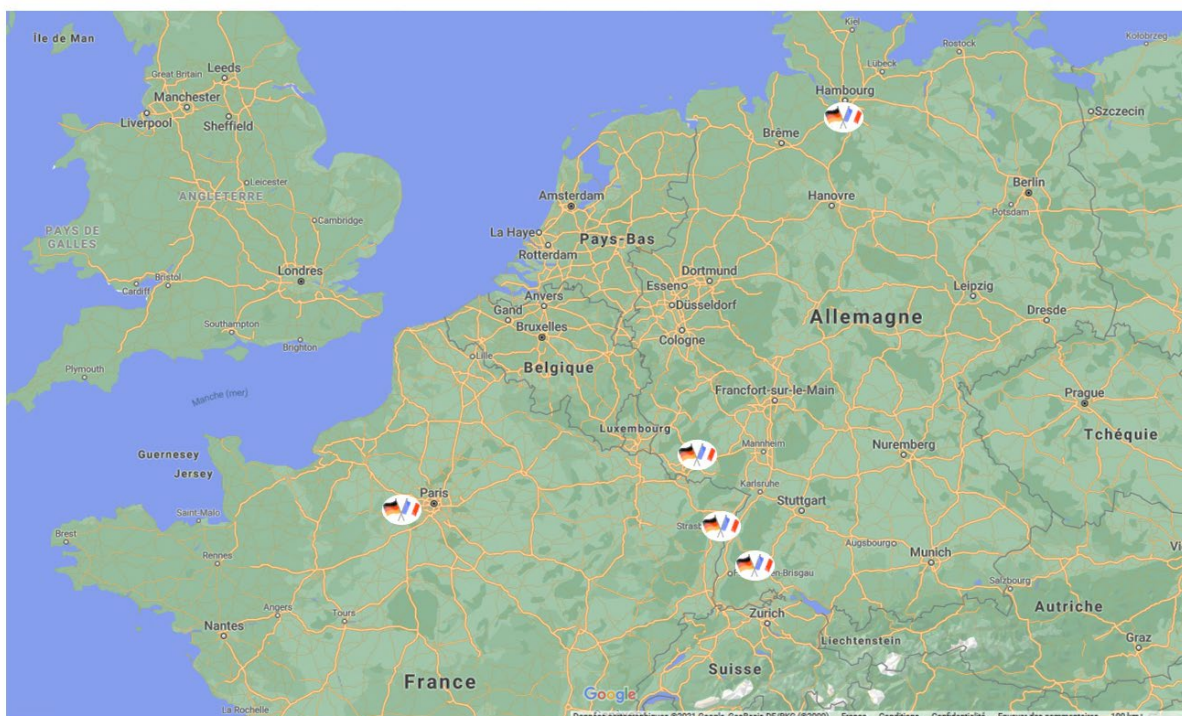 Île de Man
Kiel
Kołobrzeg
Rostock
Lübeck
Great Britain
Leeds
Manchester
Liverpool
Sheffield
Hambourg
Szczecin
Brême
Berlin
Potsdam
Hanovre
Leicester
ANGLETERRE
Cambridge
Amsterdam
PAYS DE
GALLES
La Haye
Pays-Bas
Rotterdam
Londres
Bristol
Cardiff
Dortmund
Essen
Leipzig
Anvers
Düsseldorf
Gand
Allemagne
Dresde
Southampton
Bruxelles
Brighton
Cologne
Lille
Belgique
Plymouth
Manche (mer)
Francfort-sur-le-Main
Prague
Luxembourg
Tchéquie
Mannheim
Nuremberg
Guernesey
Jersey
Karlsruhe
Paris
Stuttgart
Saint-Malo
Strasb
Brest
Augsbourg
Munich
Rennes
en-Brisgau
Salzbourg
Angers
Tours
Autriche
Nantes
Zurich
Liechtenstein
Graz
Suisse
France
Google
La Rochelle